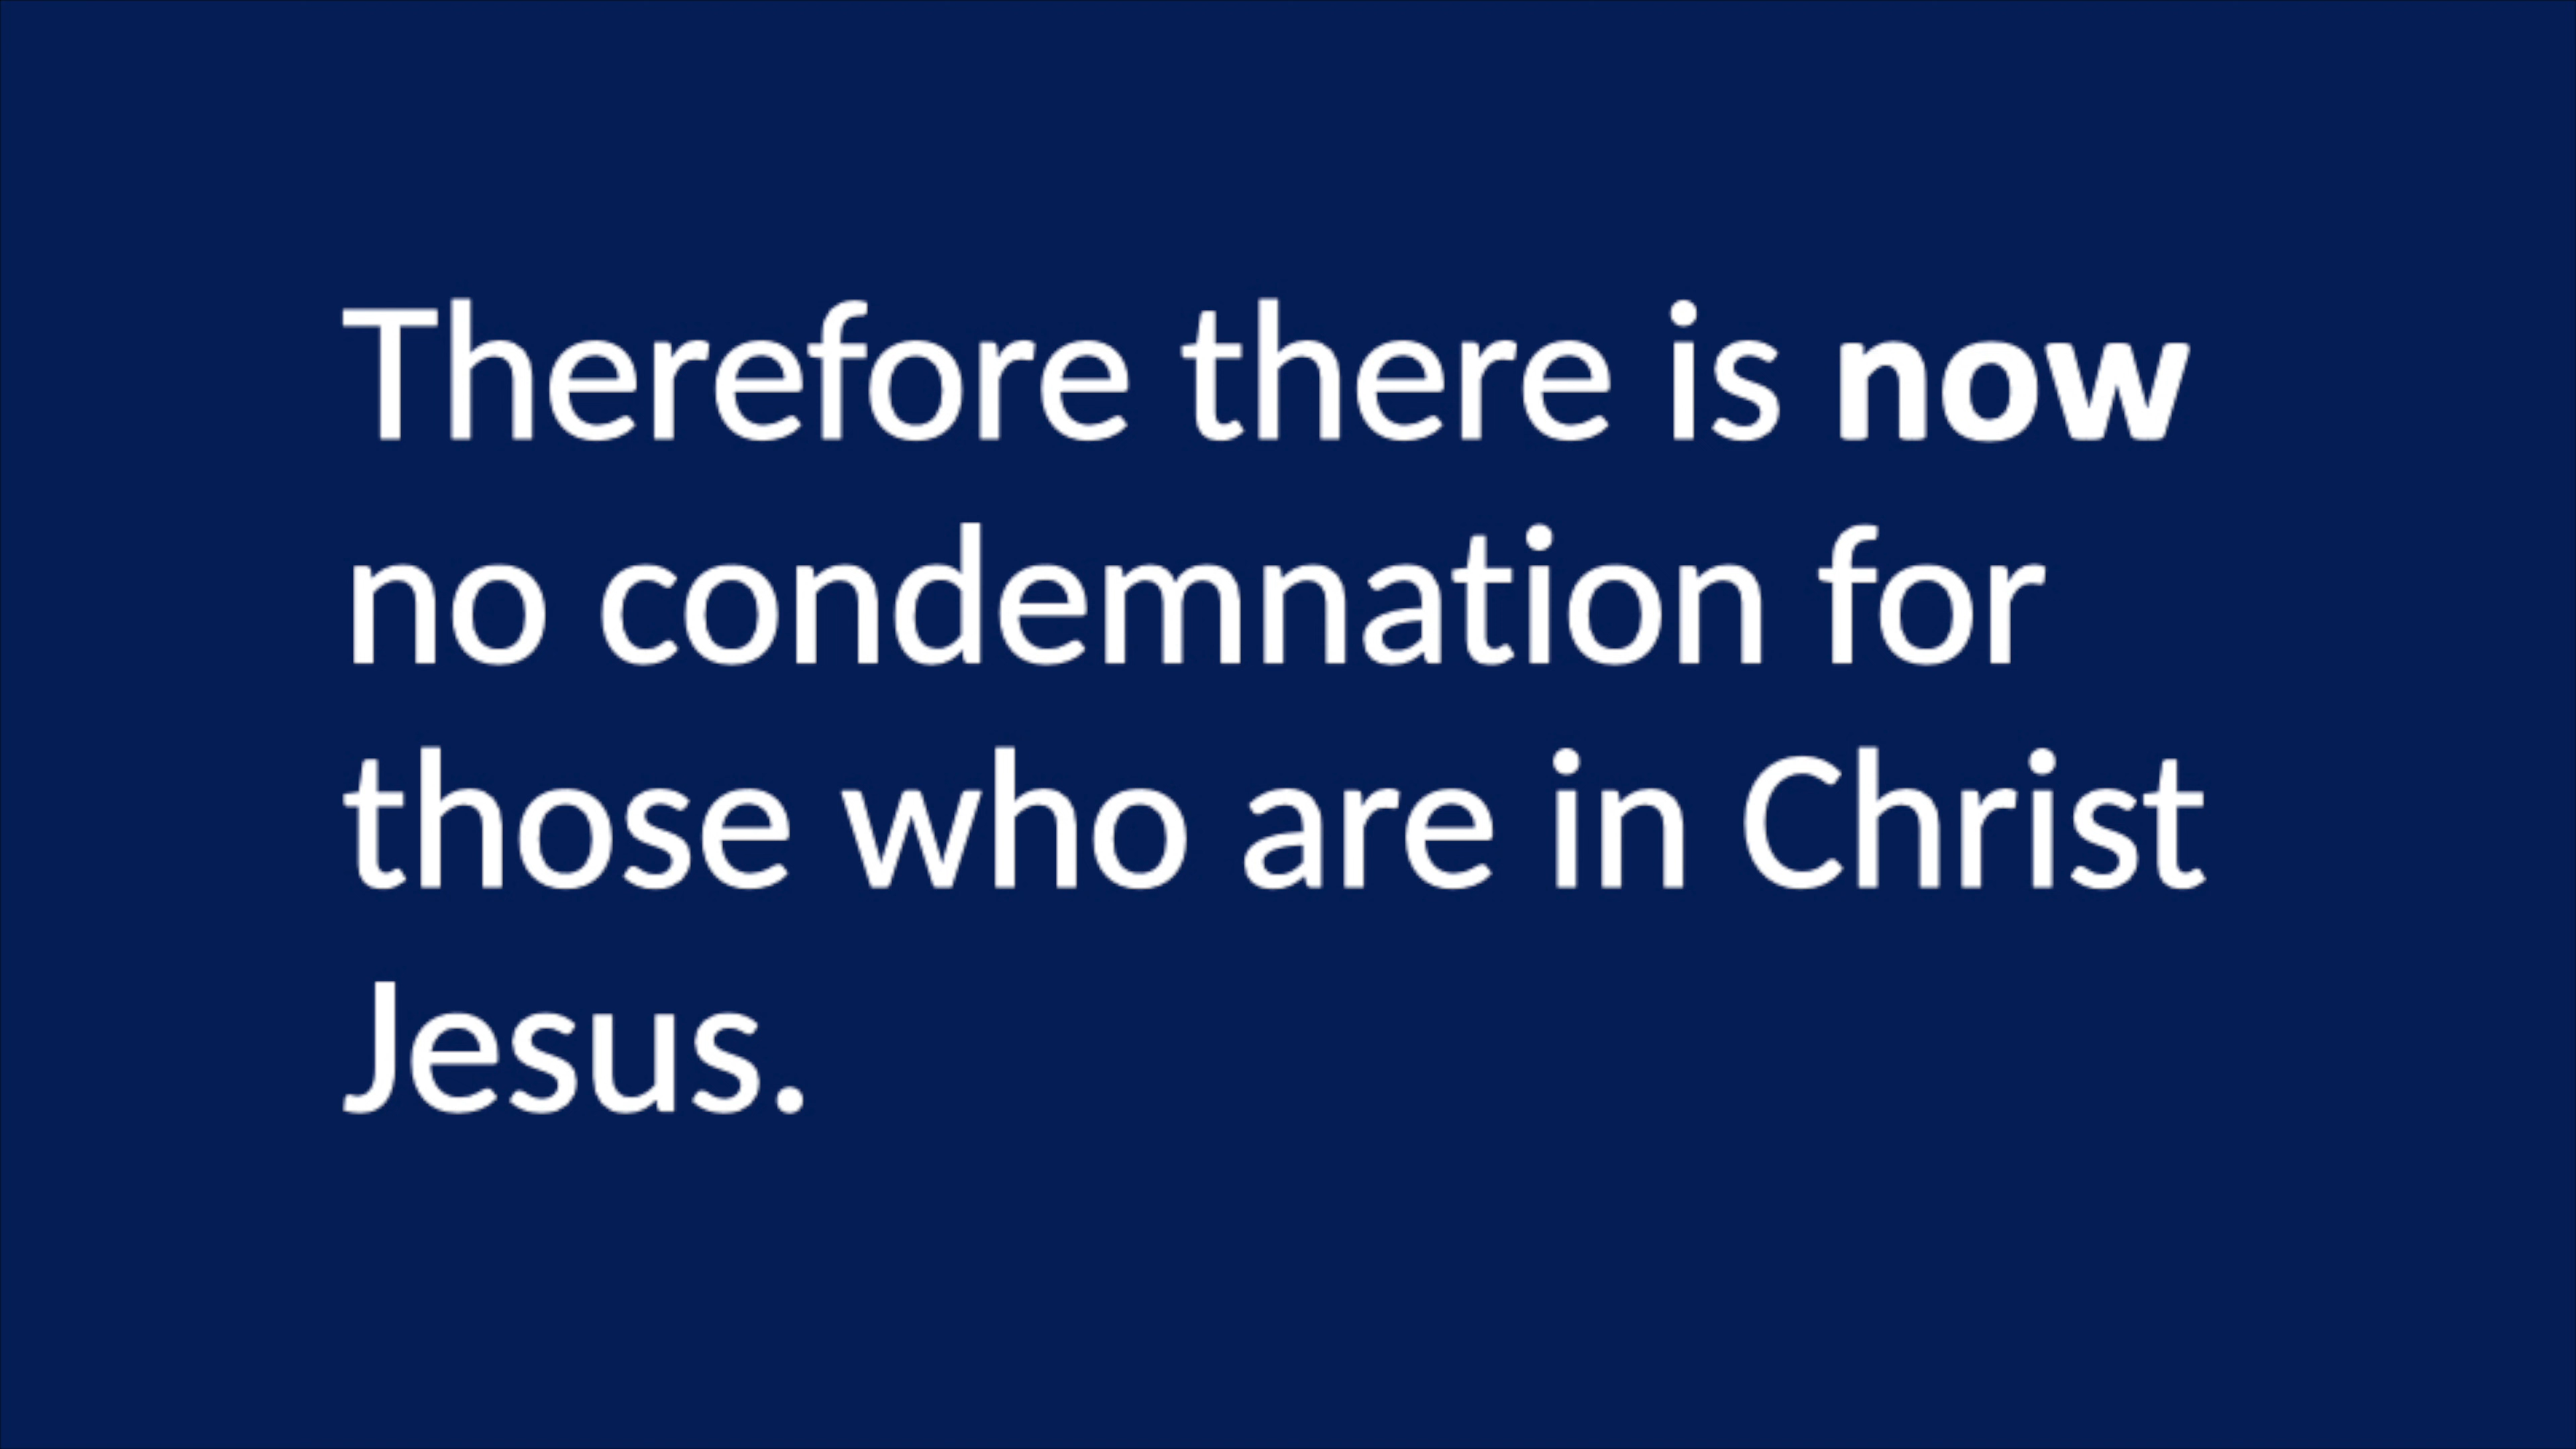 Therefore there is now
no condemnation for
those who are in Christ
Jesus.